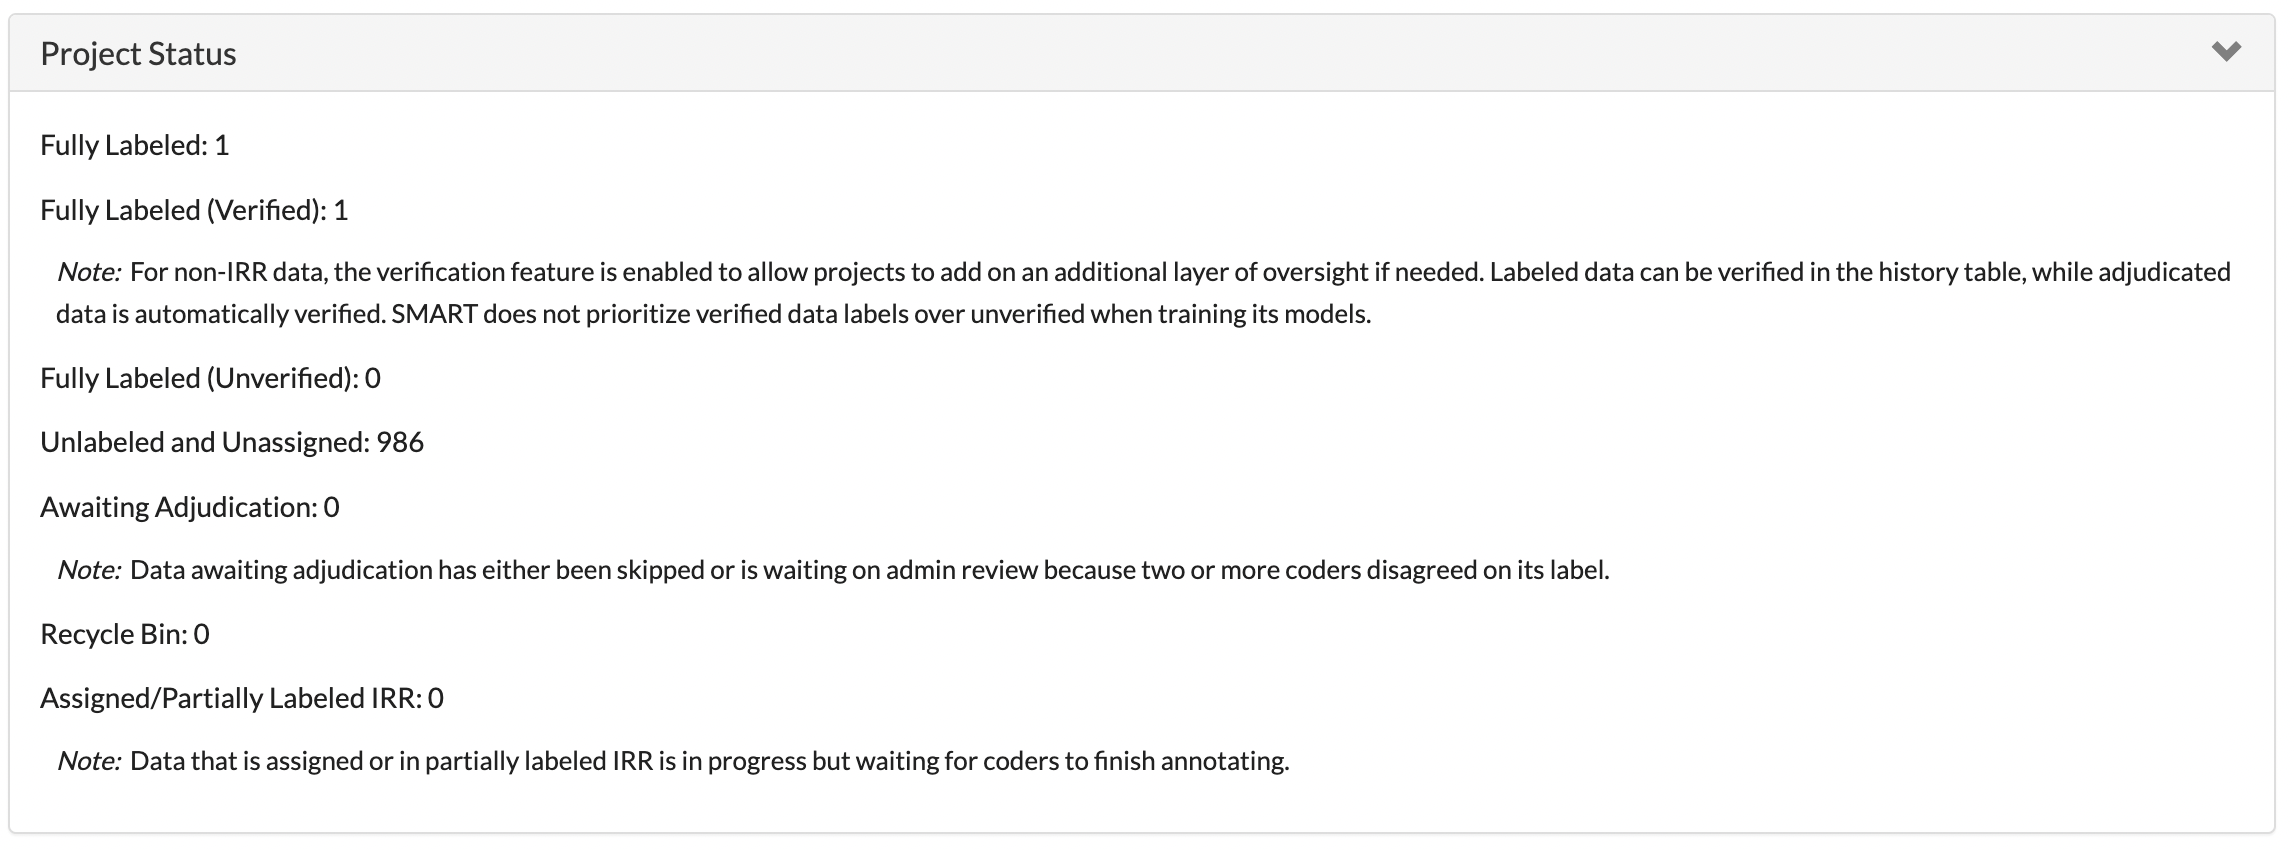 Project Status
Fully Labeled: 1
Fully Labeled (Verified): 1
Note: For non-IRR data, the verification feature is enabled to allow projects to add on an additional layer of oversight if needed. Labeled data can be verified in the history table, while adjudicated
data is automatically verified. SMART does not prioritize verified data labels over unverified when training its models.
Fully Labeled (Unverified): 0
Unlabeled and Unassigned: 986
Awaiting Adjudication: 0
Note: Data awaiting adjudication has either been skipped or is waiting on admin review because two or more coders disagreed on its label.
Recycle Bin: 0
Assigned/Partially Labeled IRR: 0
Note: Data that is assigned or in partially labeled IRR is in progress but waiting for coders to finish annotating.